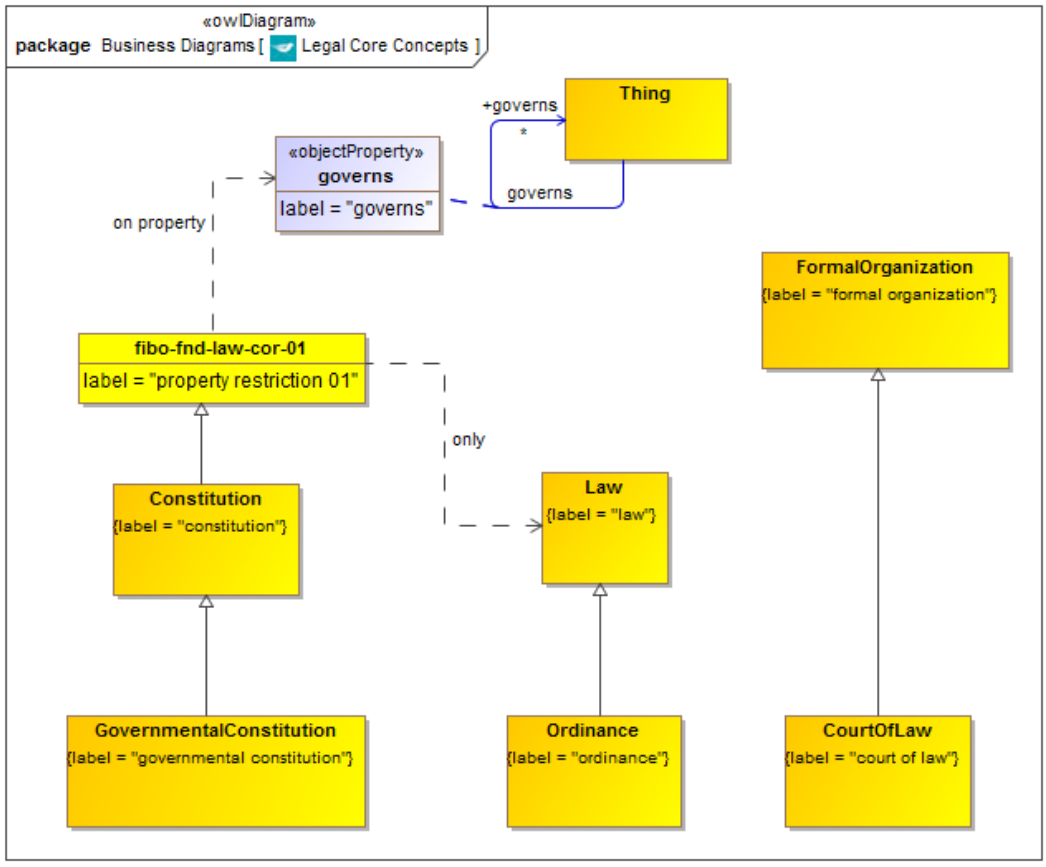 «owlDiagram»
package Business Diagrams [ Legal Core Concepts ]
Thing
+governs
*
governs
«objectProperty»
governs
label = "governs"
on property
FormalOrganization
{label = "formal organization"}
fibo-fnd-law-cor-01
label = "property restriction 01"
only
Constitution
{label = "constitution"}
Law
{label = "law"}
GovernmentalConstitution
{label = "governmental constitution"}
Ordinance
{label = "ordinance"}
CourtOfLaw
{label = "court of law"}